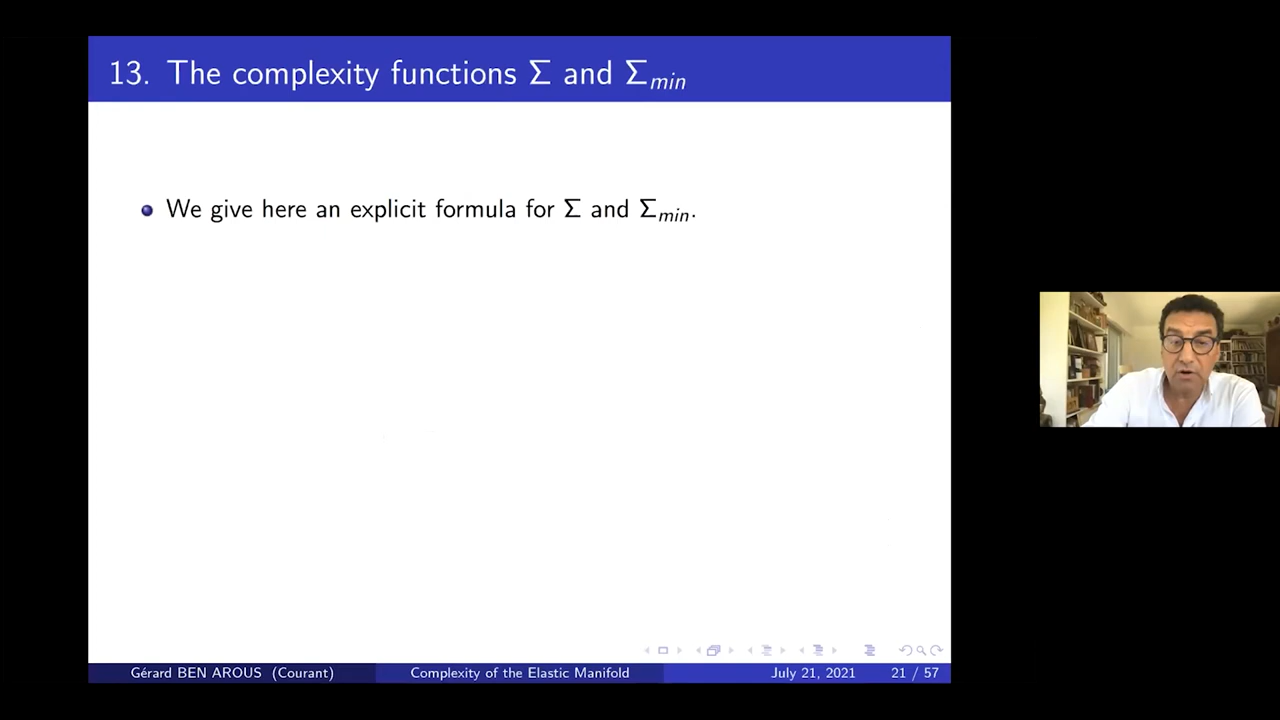 13. The complexity functions Σ and Σ_min
We give here an explicit formula for Σ and Σ_min.
Gérard BEN AROUS (Courant) Complexity of the Elastic Manifold July 21, 2021 21 / 57